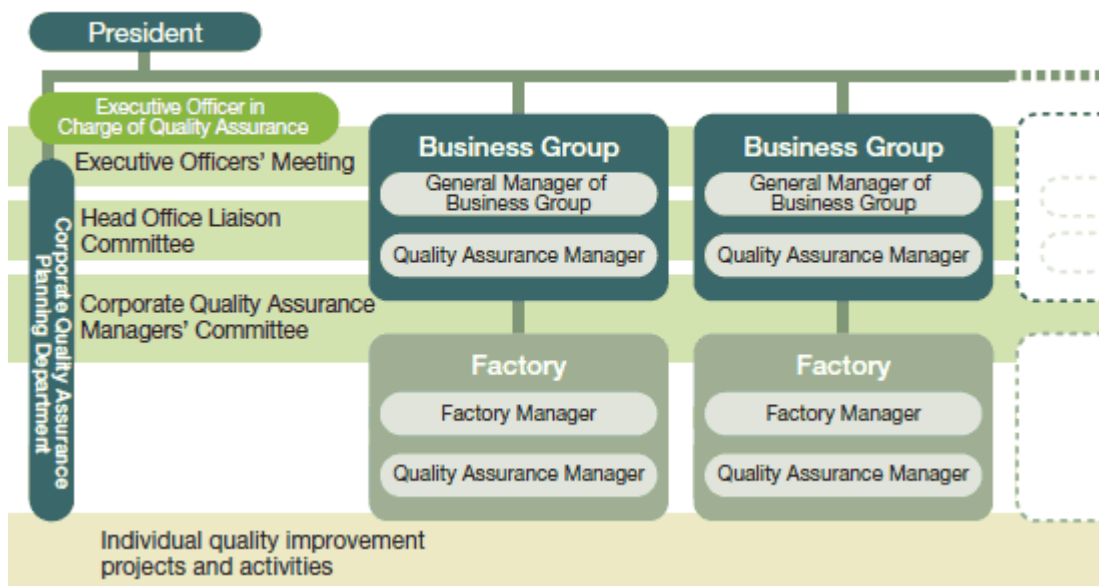 President
Executive Officer in
Charge of Quality Assurance
Executive Officers' Meeting
Head Office Liaison
Committee
Corporate Quality Assurance
Managers' Committee
Corporate Quality Assurance
Planning Department
Business Group
General Manager of
Business Group
Quality Assurance Manager
Factory
Factory Manager
Quality Assurance Manager
Business Group
General Manager of
Business Group
Quality Assurance Manager
Factory
Factory Manager
Quality Assurance Manager
Individual quality improvement
projects and activities